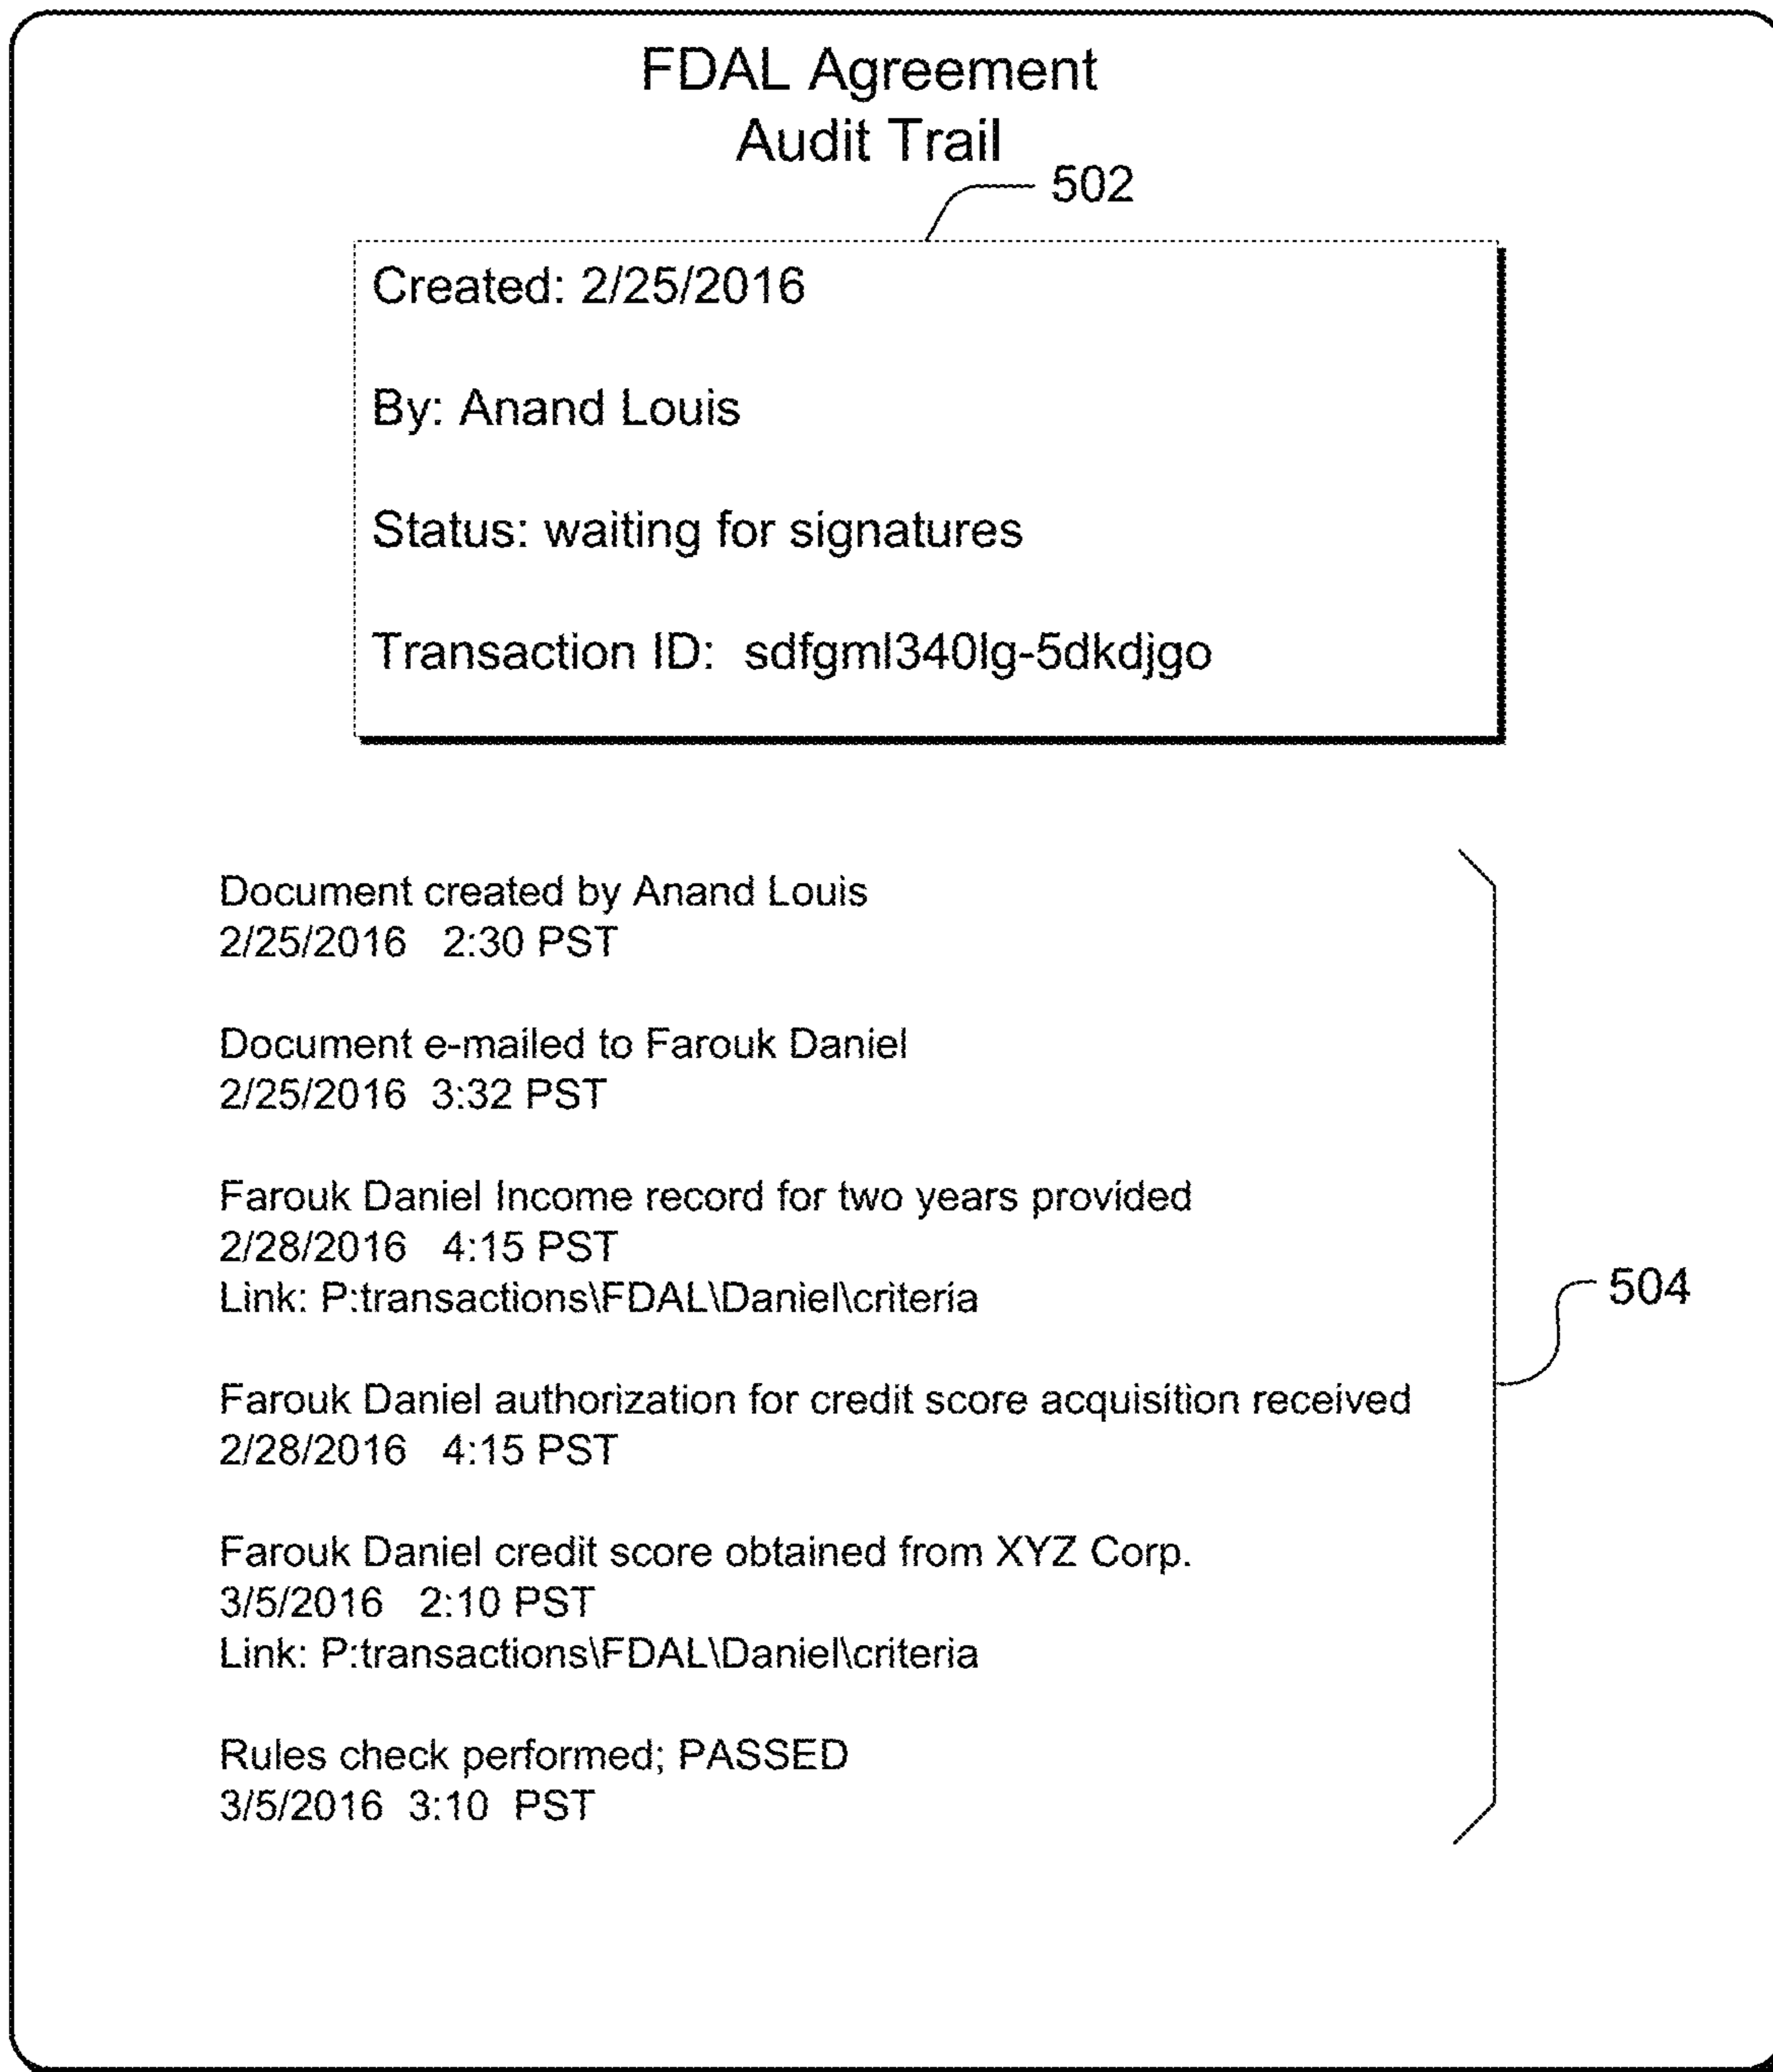 FDAL Agreement
Audit Trail
502
Created: 2/25/2016
By: Anand Louis
Status: waiting for signatures
Transaction ID: sdfgml340lg-5dkdjgo
Document created by Anand Louis
2/25/2016 2:30 PST
Document e-mailed to Farouk Daniel
2/25/2016 3:32 PST
Farouk Daniel Income record for two years provided
2/28/2016 4:15 PST
Link: P:transactions\FDAL\Daniel\criteria
504
Farouk Daniel authorization for credit score acquisition received
2/28/2016 4:15 PST
Farouk Daniel credit score obtained from XYZ Corp.
3/5/2016 2:10 PST
Link: P:transactions\FDAL\Daniel\criteria
Rules check performed; PASSED
3/5/2016 3:10 PST